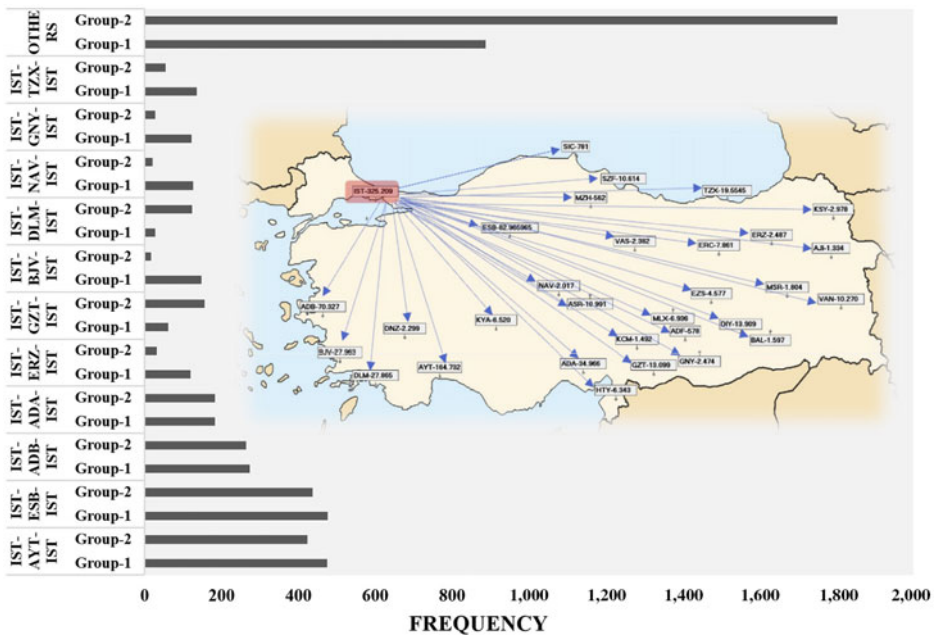 OTHE
RS
Group-2
Group-1
IST-
TZX-
IST
Group-2
Group-1
IST-
GNY-
IST
Group-2
Group-1
IST-
NAV-
IST
Group-2
Group-1
IST-
DLM-
IST
Group-2
Group-1
IST-
BJV-
IST
Group-2
Group-1
IST-
GZT-
IST
Group-2
Group-1
IST-
ERZ-
IST
Group-2
Group-1
IST-
ADA-
IST
Group-2
Group-1
IST-
ADB-
IST
Group-2
Group-1
IST-
ESB-
IST
Group-2
Group-1
IST-
AYT-
IST
Group-2
Group-1
SIC-781
IST-325.209
SZF-10.614
TZX-19.5545
MZH-562
KSY-2.978
ESB-62.965965
VAS-2.362
ERZ-2.487
ERC-7.861
AJI-1.334
NAV-2.017
ASR-16.991
EZS-4.577
MSR-1.804
VAN-10.270
ADB-70.927
DNZ-2.299
KYA-6.520
MLX-6.936
ADF-578
DIY-13.909
BAL-1.597
BJV-27.963
KCM-1.492
DLM-27.865
AYT-164.732
ADA-34.966
GZT-13.099
GNY-2.474
HTY-6.343
0 200 400 600 800 1,000 1,200 1,400 1,600 1,800 2,000
FREQUENCY